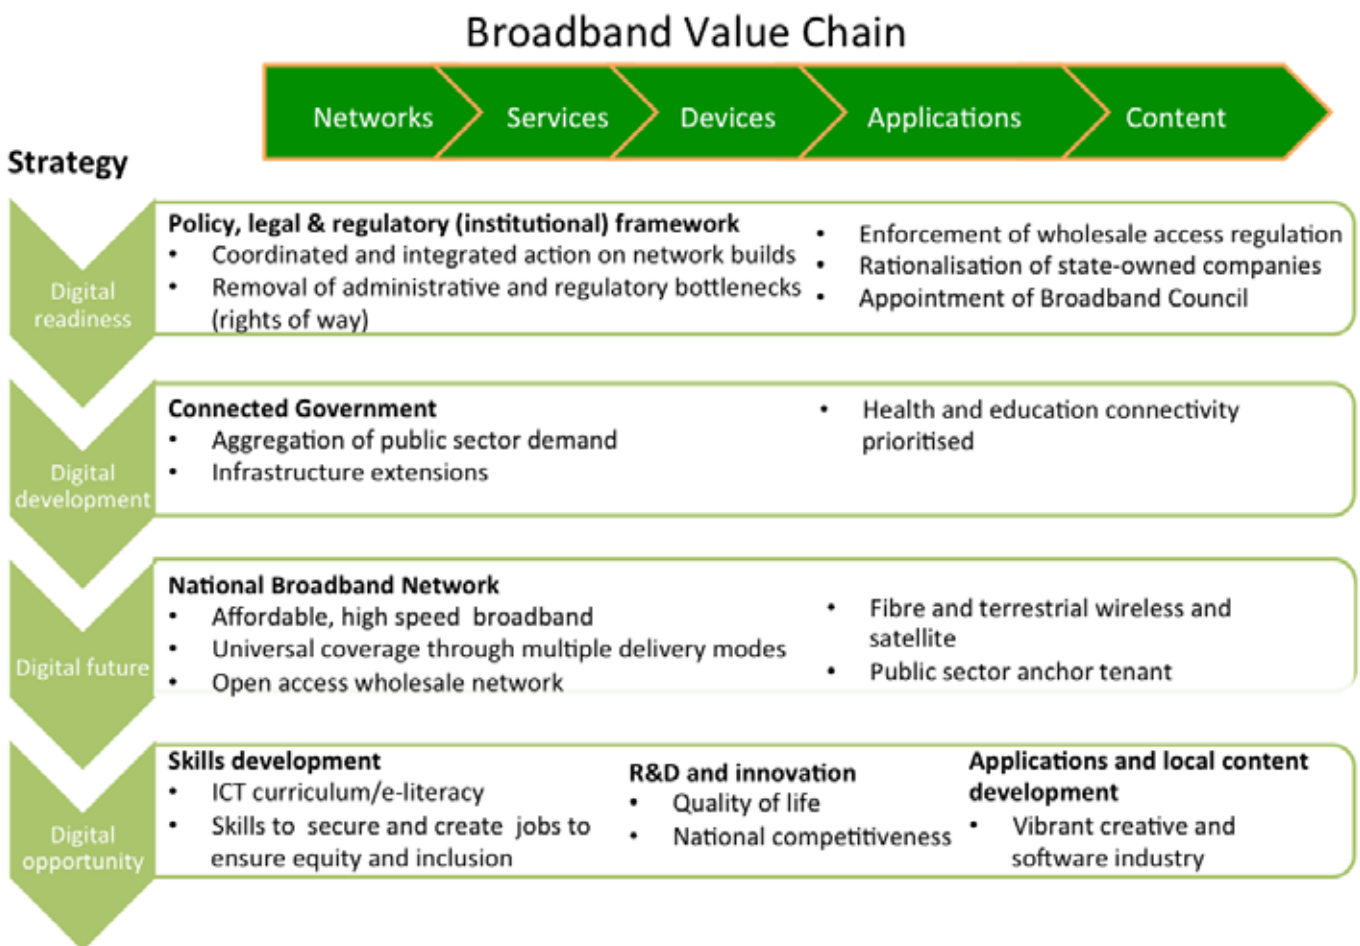 Broadband Value Chain
Networks
Services
Devices
Applications
Content
Strategy
Digital
readiness
Policy, legal & regulatory (institutional) framework
• Coordinated and integrated action on network builds
• Removal of administrative and regulatory bottlenecks
(rights of way)
• Enforcement of wholesale access regulation
• Rationalisation of state-owned companies
• Appointment of Broadband Council
Digital
development
Connected Government
• Aggregation of public sector demand
• Infrastructure extensions
• Health and education connectivity
prioritised
Digital future
National Broadband Network
• Affordable, high speed broadband
• Universal coverage through multiple delivery modes
• Open access wholesale network
• Fibre and terrestrial wireless and
satellite
• Public sector anchor tenant
Digital
opportunity
Skills development
• ICT curriculum/e-literacy
• Skills to secure and create jobs to
ensure equity and inclusion
R&D and innovation
• Quality of life
• National competitiveness
Applications and local content
development
• Vibrant creative and
software industry